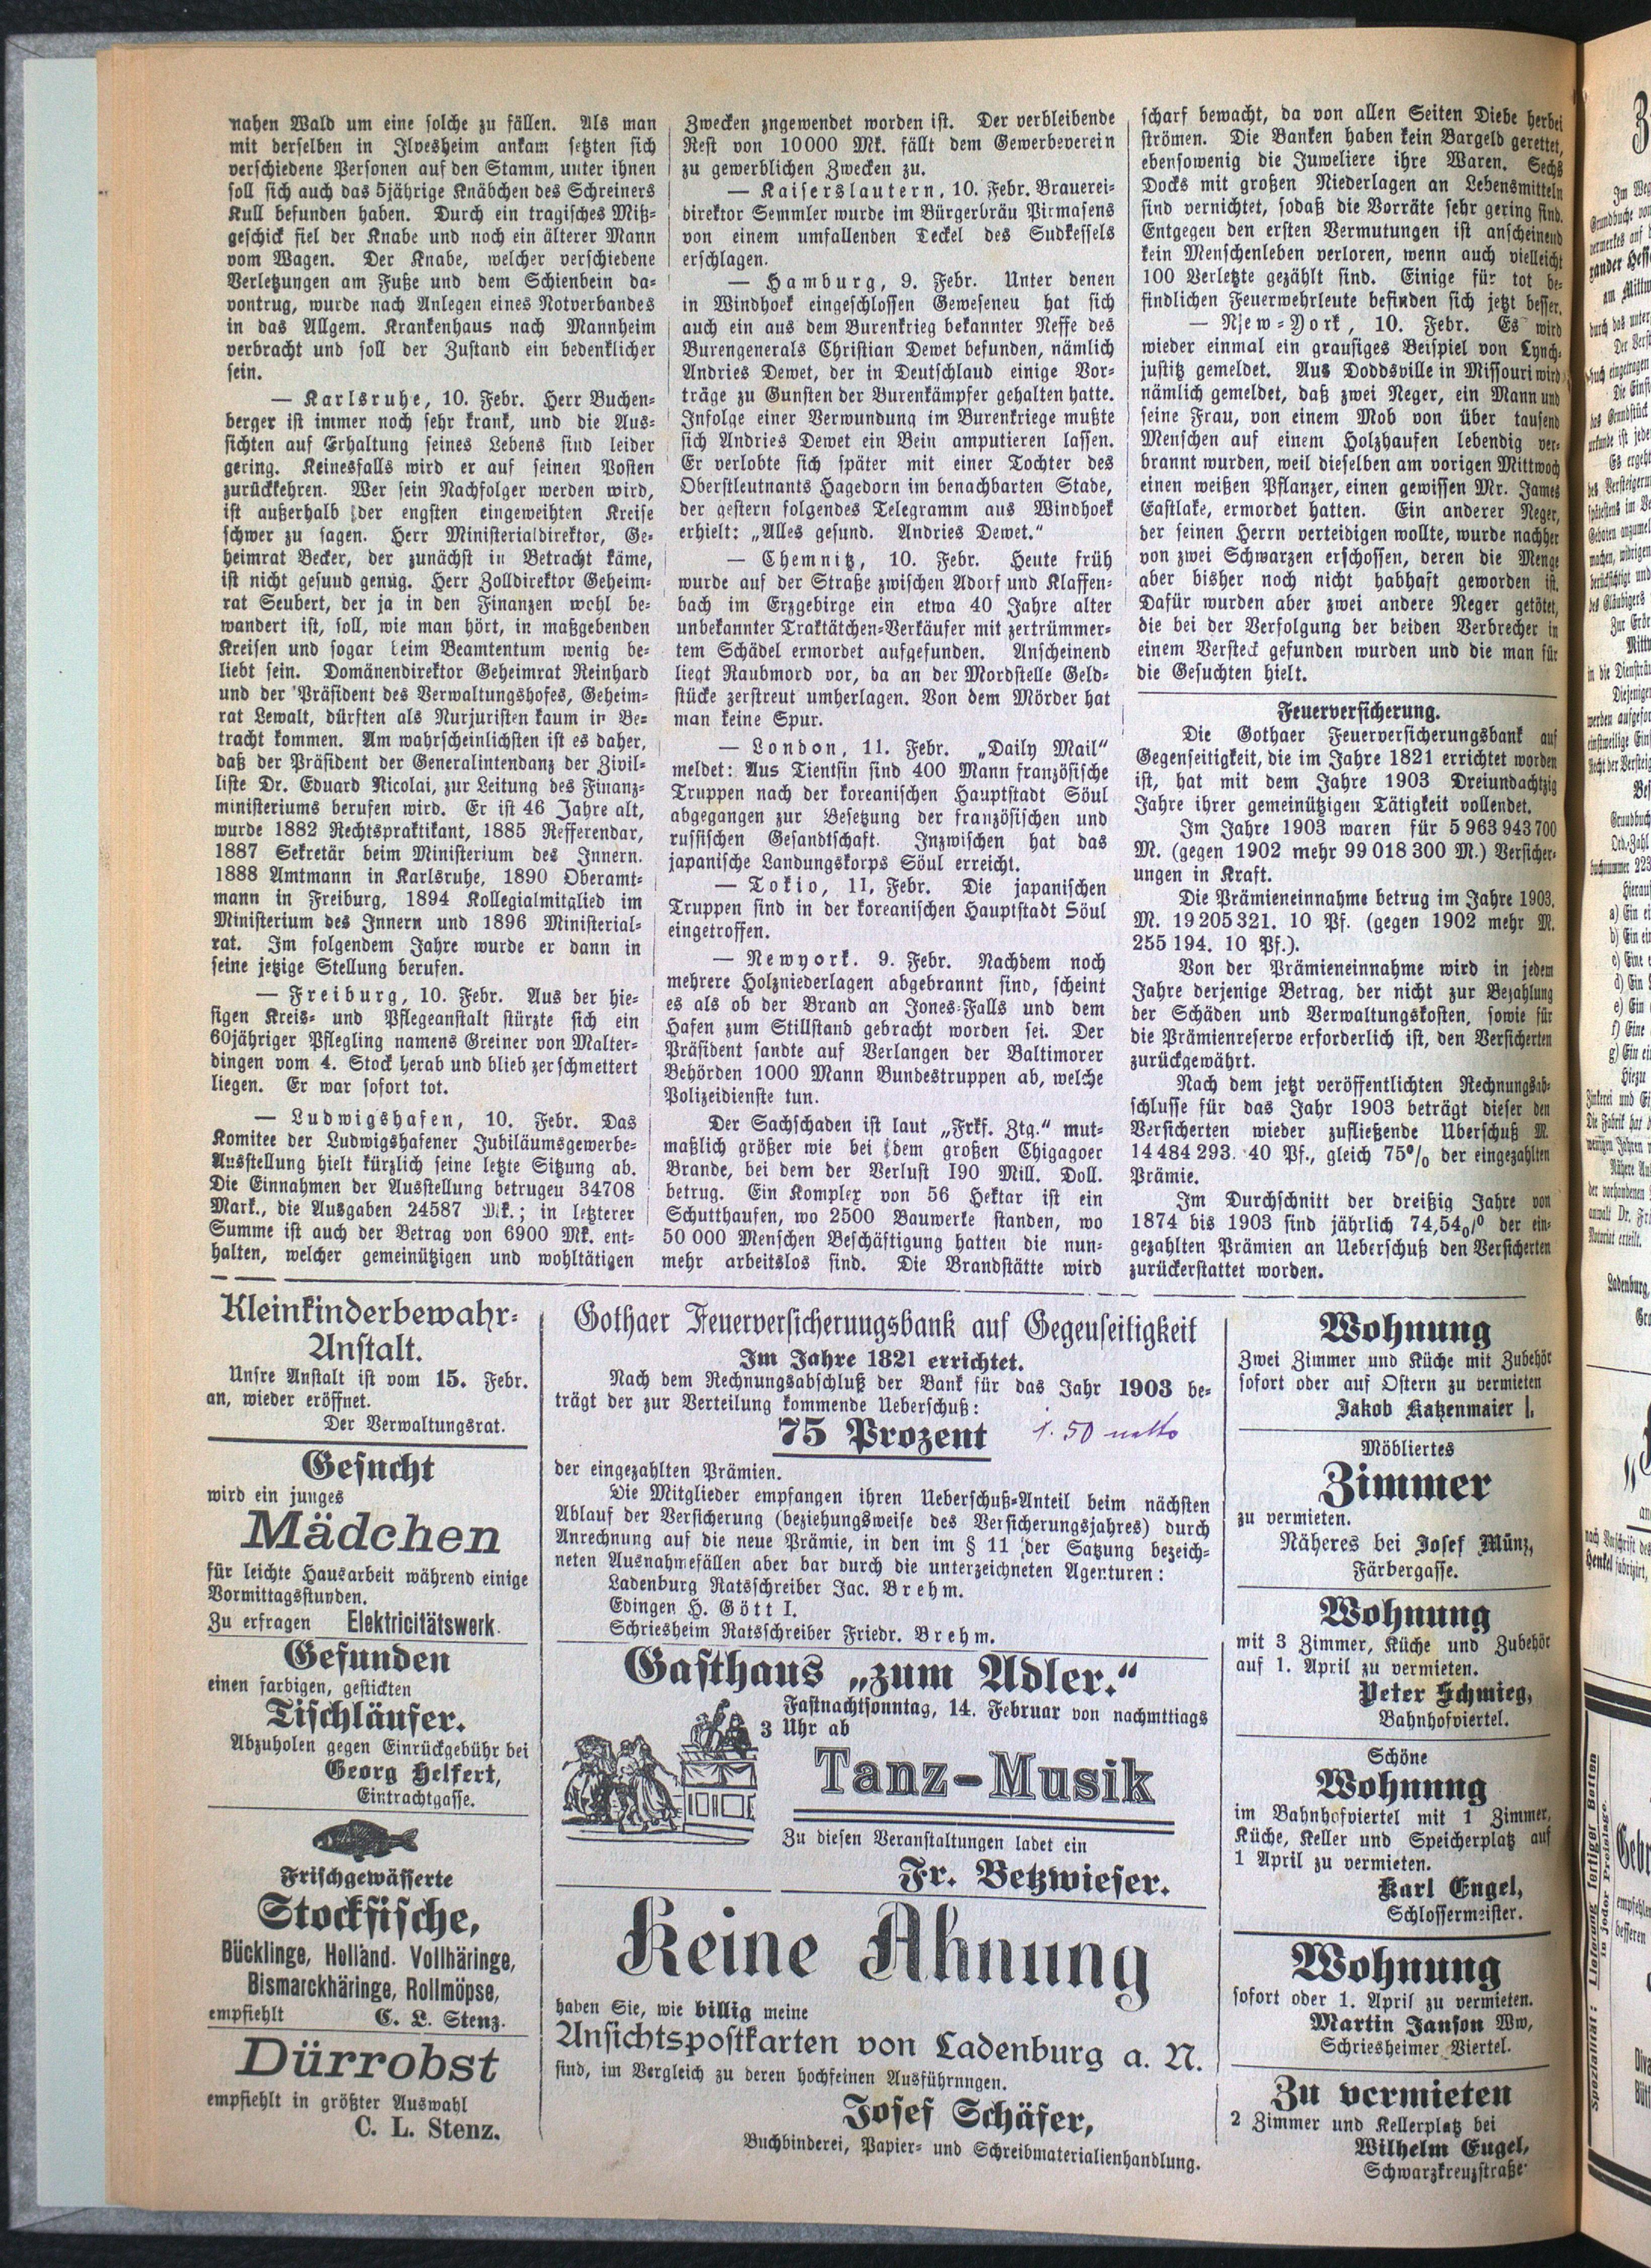 nahen Wald um eine solche zu fällen. Als man
mit derselben in Ilvesheim ankam setzten sich
verschiedene Personen auf den Stamm, unter ihnen
soll sich auch das 5jährige Knäbchen des Schreiners
Kull befunden haben. Durch ein tragisches Miß-
geschick fiel der Knabe und noch ein älterer Mann
vom Wagen. Der Knabe, welcher verschiedene
Verletzungen am Fuße und dem Schienbein da-
vontrug, wurde nach Anlegen eines Notverbandes
in das Allgem. Krankenhaus nach Mannheim
verbracht und soll der Zustand ein bedenklicher
sein.
— Karlsruhe, 10. Febr. Herr Buchen-
berger ist immer noch sehr krank, und die Aus-
sichten auf Erhaltung seines Lebens sind leider
gering. Keinesfalls wird er auf seinen Posten
zurückkehren. Wer sein Nachfolger werden wird,
ist außerhalb der engsten eingeweihten Kreise
schwer zu sagen. Herr Ministerialdirektor, Ge-
heimrat Becker, der zunächst in Betracht käme,
ist nicht gesund genug. Herr Zolldirektor Geheim-
rat Seubert, der ja in den Finanzen wohl be-
wandert ist, soll, wie man hört, in maßgebenden
Kreisen und sogar beim Beamtentum wenig be-
liebt sein. Domänendirektor Geheimrat Reinhard
und der Präsident des Verwaltungshofes, Geheim-
rat Lewalt, dürften als Nurjuristen kaum in Be-
tracht kommen. Am wahrscheinlichsten ist es daher,
daß der Präsident der Generalintendanz der Zivil-
liste Dr. Eduard Nicolai, zur Leitung des Finanz-
ministeriums berufen wird. Er ist 46 Jahre alt,
wurde 1882 Rechtspraktikant, 1885 Refferendar,
1887 Sekretär beim Ministerium des Innern.
1888 Amtmann in Karlsruhe, 1890 Oberamt-
mann in Freiburg, 1894 Kollegialmitglied im
Ministerium des Innern und 1896 Ministerial-
rat. Im folgendem Jahre wurde er dann in
seine jetzige Stellung berufen.
— Freiburg, 10. Febr. Aus der hie-
sigen Kreis- und Pflegeanstalt stürzte sich ein
60jähriger Pflegling namens Greiner von Malter-
dingen vom 4. Stock herab und blieb zerschmettert
liegen. Er war sofort tot.
— Ludwigshafen, 10. Febr. Das
Komitee der Ludwigshafener Jubiläumsgewerbe-
Ausstellung hielt kürzlich seine letzte Sitzung ab.
Die Einnahmen der Ausstellung betrugen 34708
Mark., die Ausgaben 24587 Mk.; in letzterer
Summe ist auch der Betrag von 6900 Mk. ent-
halten, welcher gemeinützigen und wohltätigen
Zwecken zngewendet worden ist. Der verbleibende
Rest von 10000 Mk. fällt dem Gewerbeverein
zu gewerblichen Zwecken zu.
— Kaiserslautern, 10. Febr. Brauerei-
direktor Semmler wurde im Bürgerbräu Pirmasens
von einem umfallenden Deckel des Sudkessels
erschlagen.
— Hamburg, 9. Febr. Unter denen
in Windhoek eingeschlossen Geweseneu hat sich
auch ein aus dem Burenkrieg bekannter Neffe des
Burengenerals Christian Dewet befunden, nämlich
Andries Dewet, der in Deutschlaud einige Vor-
träge zu Gunsten der Burenkämpfer gehalten hatte.
Infolge einer Verwundung im Burenkriege mußte
sich Andries Dewet ein Bein amputieren lassen.
Er verlobte sich später mit einer Tochter des
Oberstleutnants Hagedorn im benachbarten Stade,
der gestern folgendes Telegramm aus Windhoek
erhielt: „Alles gesund. Andries Dewet.“
— Chemnitz, 10. Febr. Heute früh
wurde auf der Straße zwischen Adorf und Klaffen-
bach im Erzgebirge ein etwa 40 Jahre alter
unbekannter Traktätchen-Verkäufer mit zertrümmer-
tem Schädel ermordet aufgefunden. Anscheinend
liegt Raubmord vor, da an der Mordstelle Geld-
stücke zerstreut umherlagen. Von dem Mörder hat
man keine Spur.
— London, 11. Febr. „Daily Mail“
meldet: Aus Tientsin sind 400 Mann französische
Truppen nach der koreanischen Hauptstadt Söul
abgegangen zur Besetzung der französischen und
russischen Gesandtschaft. Inzwischen hat das
japanische Landungskorps Söul erreicht.
— Tokio, 11. Febr. Die japanischen
Truppen sind in der koreanischen Hauptstadt Söul
eingetroffen.
— Newyork. 9. Febr. Nachdem noch
mehrere Holzniederlagen abgebrannt sind, scheint
es als ob der Brand an Jones-Falls und dem
Hafen zum Stillstand gebracht worden sei. Der
Präsident sandte auf Verlangen der Baltimorer
Behörden 1000 Mann Bundestruppen ab, welche
Polizeidienste tun.
Der Sachschaden ist laut „Frkf. Ztg.“ mut-
maßlich größer wie bei dem großen Chigagoer
Brande, bei dem der Verlust 190 Mill. Doll.
betrug. Ein Komplex von 56 Hektar ist ein
Schutthaufen, wo 2500 Bauwerke standen, wo
50 000 Menschen Beschäftigung hatten die nun-
mehr arbeitslos sind. Die Brandstätte wird
scharf bewacht, da von allen Seiten Diebe herbei
strömen. Die Banken haben kein Bargeld gerettet,
ebensowenig die Juweliere ihre Waren. Sechs
Docks mit großen Niederlagen an Lebensmitteln
sind vernichtet, sodaß die Vorräte sehr gering sind.
Entgegen den ersten Vermutungen ist anscheinend
kein Menschenleben verloren, wenn auch vielleicht
100 Verletzte gezählt sind. Einige für tot be-
findlichen Feuerwehrleute befinden sich jetzt besser.
— Njew-York, 10. Febr. Es wird
wieder einmal ein grausiges Beispiel von Lynch-
justitz gemeldet. Aus Doddsville in Missouri wird
nämlich gemeldet, daß zwei Neger, ein Mann und
seine Frau, von einem Mob von über tausend
Menschen auf einem Holzhaufen lebendig ver-
brannt wurden, weil dieselben am vorigen Mittwoch
einen weißen Pflanzer, einen gewissen Mr. James
Eastlake, ermordet hatten. Ein anderer Neger,
der seinen Herrn verteidigen wollte, wurde nachher
von zwei Schwarzen erschossen, deren die Menge
aber bisher noch nicht habhaft geworden ist.
Dafür wurden aber zwei andere Neger getötet,
die bei der Verfolgung der beiden Verbrecher in
einem Versteck gefunden wurden und die man für
die Gesuchten hielt.
Feuerversicherung.
Die Gothaer Feuerversicherungsbank auf
Gegenseitigkeit, die im Jahre 1821 errichtet worden
ist, hat mit dem Jahre 1903 Dreiundachtzig
Jahre ihrer gemeinützigen Tätigkeit vollendet.
Im Jahre 1903 waren für 5 963 943 700
M. (gegen 1902 mehr 99 018 300 M.) Versicher-
ungen in Kraft.
Die Prämieneinnahme betrug im Jahre 1903.
M. 19 205 321. 10 Pf. (gegen 1902 mehr M.
255 194. 10 Pf.).
Von der Prämieneinnahme wird in jedem
Jahre derjenige Betrag, der nicht zur Bezahlung
der Schäden und Verwaltungskosten, sowie für
die Prämienreserve erforderlich ist, den Versicherten
zurückgewährt.
Nach dem jetzt veröffentlichten Rechnungsab-
schlusse für das Jahr 1903 beträgt dieser den
Versicherten wieder zufließende Überschuß M.
14 484 293. 40 Pf., gleich 75% der eingezahlten
Prämie.
Im Durchschnitt der dreißig Jahre von
1874 bis 1903 sind jährlich 74,54% der ein-
gezahlten Prämien an Ueberschuß den Versicherten
zurückerstattet worden.
Kleinkinderbewahr-
Anstalt.
Unsre Anstalt ist vom 15. Febr.
an, wieder eröffnet.
Der Verwaltungsrat.
Gesucht
wird ein junges
Mädchen
für leichte Hausarbeit während einige
Vormittagsstunden.
Zu erfragen Elektricitätswerk.
Gefunden
einen farbigen, gestickten
Tischläufer.
Abzuholen gegen Einrückgebühr bei
Georg Helfert,
Eintrachtgasse.
Frischgewässerte
Stockfische,
Bücklinge, Holländ. Vollhäringe,
Bismarckhäringe, Rollmöpse,
empfiehlt C. L. Stenz.
Dürrobst
empfiehlt in größter Auswahl
C. L. Stenz.
Gothaer Feuerversicherungsbank auf Gegenseitigkeit
Im Jahre 1821 errichtet.
Nach dem Rechnungsabschluß der Bank für das Jahr 1903 be-
trägt der zur Verteilung kommende Ueberschuß:
75 Prozent 1.50 netto
der eingezahlten Prämien.
Die Mitglieder empfangen ihren Ueberschuß-Anteil beim nächsten
Ablauf der Versicherung (beziehungsweise des Versicherungsjahres) durch
Anrechnung auf die neue Prämie, in den im § 11 der Satzung bezeich-
neten Ausnahmefällen aber bar durch die unterzeichneten Agenturen:
Ladenburg Ratsschreiber Jac. Brehm.
Edingen H. Gött I.
Schriesheim Ratsschreiber Friedr. Brehm.
Gasthaus „zum Adler.“
Fastnachtsonntag, 14. Februar von nachmttiags
3 Uhr ab
Tanz-Musik
Zu diesen Veranstaltungen ladet ein
Fr. Betzwieser.
Keine Ahnung
haben Sie, wie billig meine
Ansichtspostkarten von Ladenburg a. N.
sind, im Vergleich zu deren hochfeinen Ausführnngen.
Josef Schäfer,
Buchbinderei, Papier- und Schreibmaterialienhandlung.
Wohnung
Zwei Zimmer und Küche mit Zubehör
sofort oder auf Ostern zu vermieten
Jakob Katzenmaier I.
Möbliertes
Zimmer
zu vermieten.
Näheres bei Josef Münz,
Färbergasse.
Wohnung
mit 3 Zimmer, Küche und Zubehör
auf 1. April zu vermieten.
Peter Schmieg,
Bahnhofviertel.
Schöne
Wohnung
im Bahnhofviertel mit 1 Zimmer,
Küche, Keller und Speicherplatz auf
1 April zu vermieten.
Karl Engel,
Schlossermeister.
Wohnung
sofort oder 1. April zu vermieten.
Martin Janson Ww,
Schriesheimer Viertel.
Zu vermieten
2 Zimmer und Kellerplatz bei
Wilhelm Engel,
Schwarzkreuzstraße
Spezialität: Lieferung fertiger Betten
in jeder Preislage.